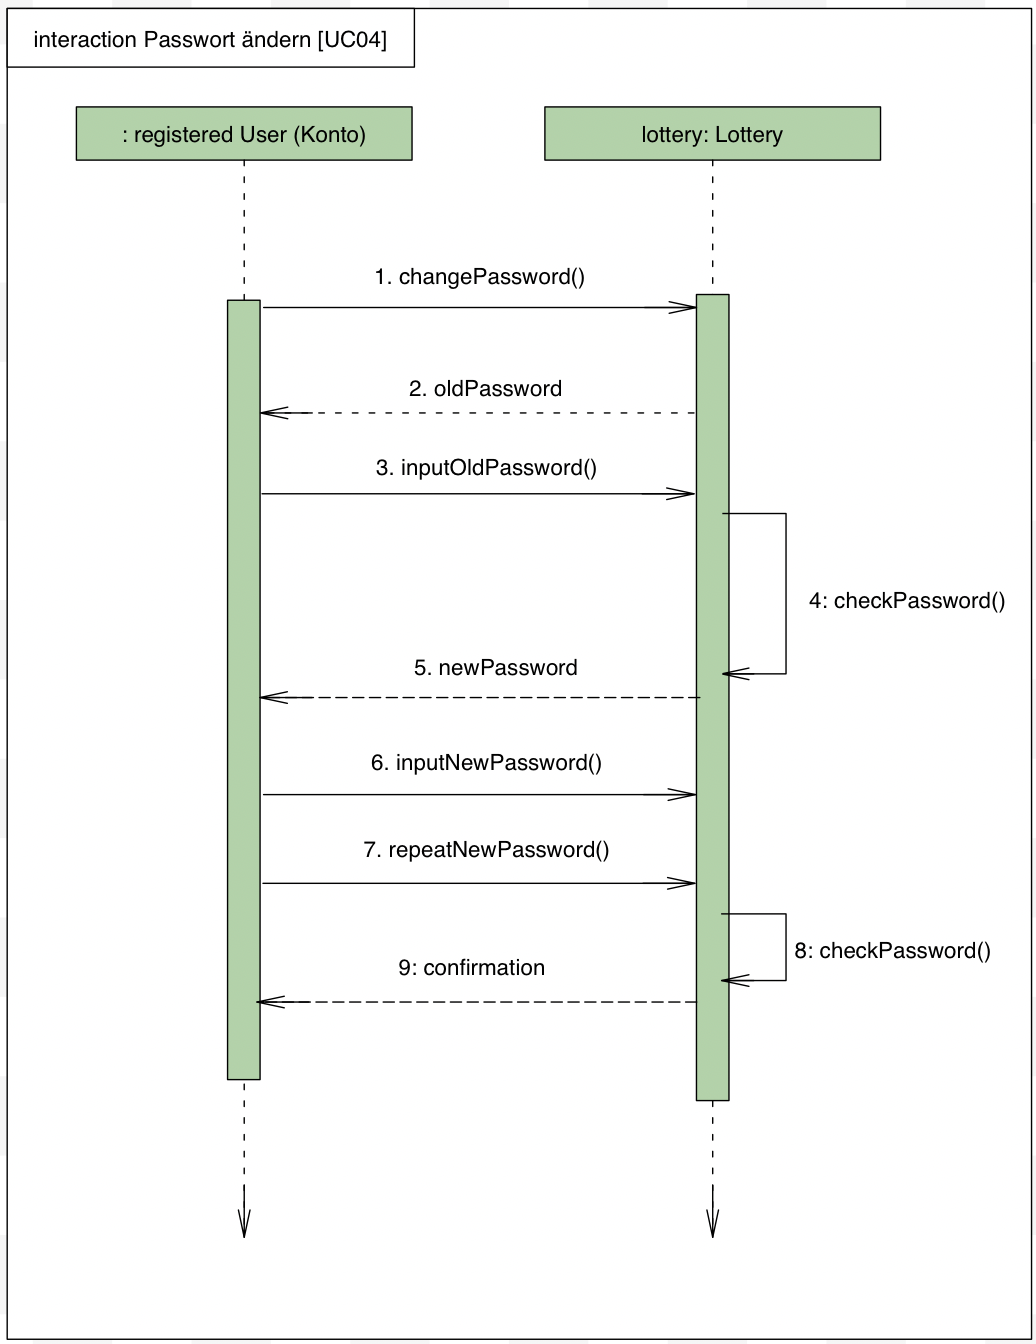 interaction Passwort ändern [UC04]
: registered User (Konto)
lottery: Lottery
1. changePassword()
2. oldPassword
3. inputOldPassword()
4: checkPassword()
5. newPassword
6. inputNewPassword()
7. repeatNewPassword()
8: checkPassword()
9: confirmation